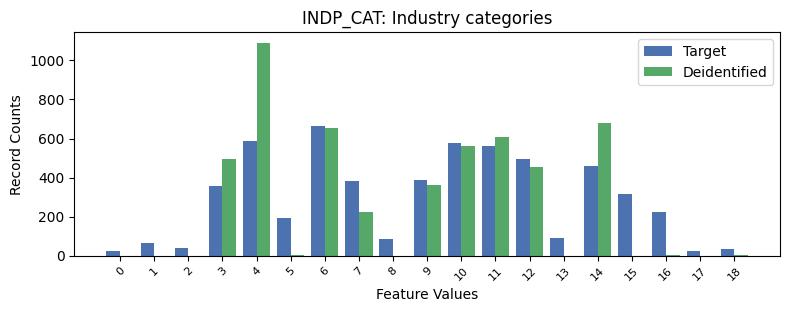 INDP_CAT: Industry categories
Target
Deidentified
Record Counts
1000
800
600
400
200
0
0 1 2 3 4 5 6 7 8 9 10 11 12 13 14 15 16 17 18
Feature Values